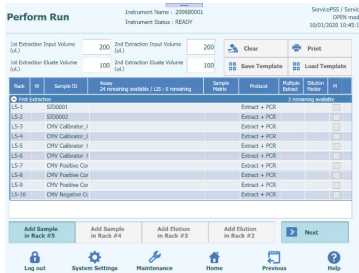 Perform Run
Instrument Name : 2006B0001
Instrument Status : READY
ServicePS5 / Servic
OPEN mod
10/01/2020 10:45:1
1st Extraction Input Volume (uL) 200 2nd Extraction Input Volume (uL) 200 Clear Print
1st Extraction Eluate Volume (uL) 100 2nd Extraction Eluate Volume (uL) 100 Save Template Load Template
Rack W Sample ID Assay Sample Matrix Protocol Multiple Extract Dilution Factor M
24 remaining available / LIS : 0 remaining
First Extraction 2 remaining available
L5-1 SID0001 Extract + PCR
L5-2 SID0002 Extract + PCR
L5-3 CMV Calibrator_ Extract + PCR
L5-4 CMV Calibrator_ Extract + PCR
L5-5 CMV Calibrator_ Extract + PCR
L5-6 CMV Calibrator_ Extract + PCR
L5-7 CMV Positive Cor Extract + PCR
L5-8 CMV Positive Cor Extract + PCR
L5-9 CMV Positive Cor Extract + PCR
L5-10 CMV Negative Co Extract + PCR
Add Sample in Rack #5 Add Sample in Rack #4 Add Elution in Rack #3 Add Elution in Rack #2 Next
Log out System Settings Maintenance Home Previous Help